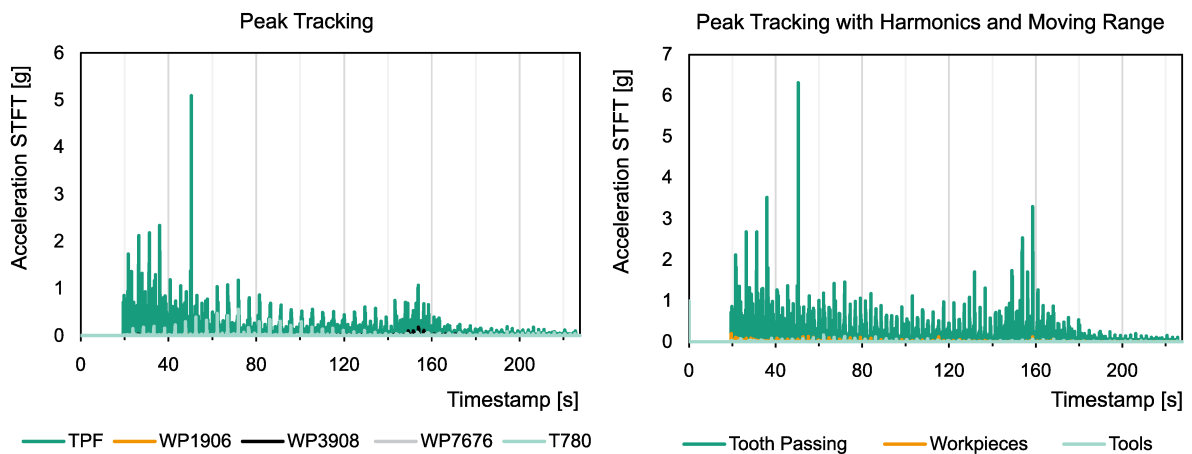 Peak Tracking
Acceleration STFT [g]
6
5
4
3
2
1
0
0 40 80 120 160 200
Timestamp [s]
TPF WP1906 WP3908 WP7676 T780
Peak Tracking with Harmonics and Moving Range
Acceleration STFT [g]
7
6
5
4
3
2
1
0
0 40 80 120 160 200
Timestamp [s]
Tooth Passing Workpieces Tools